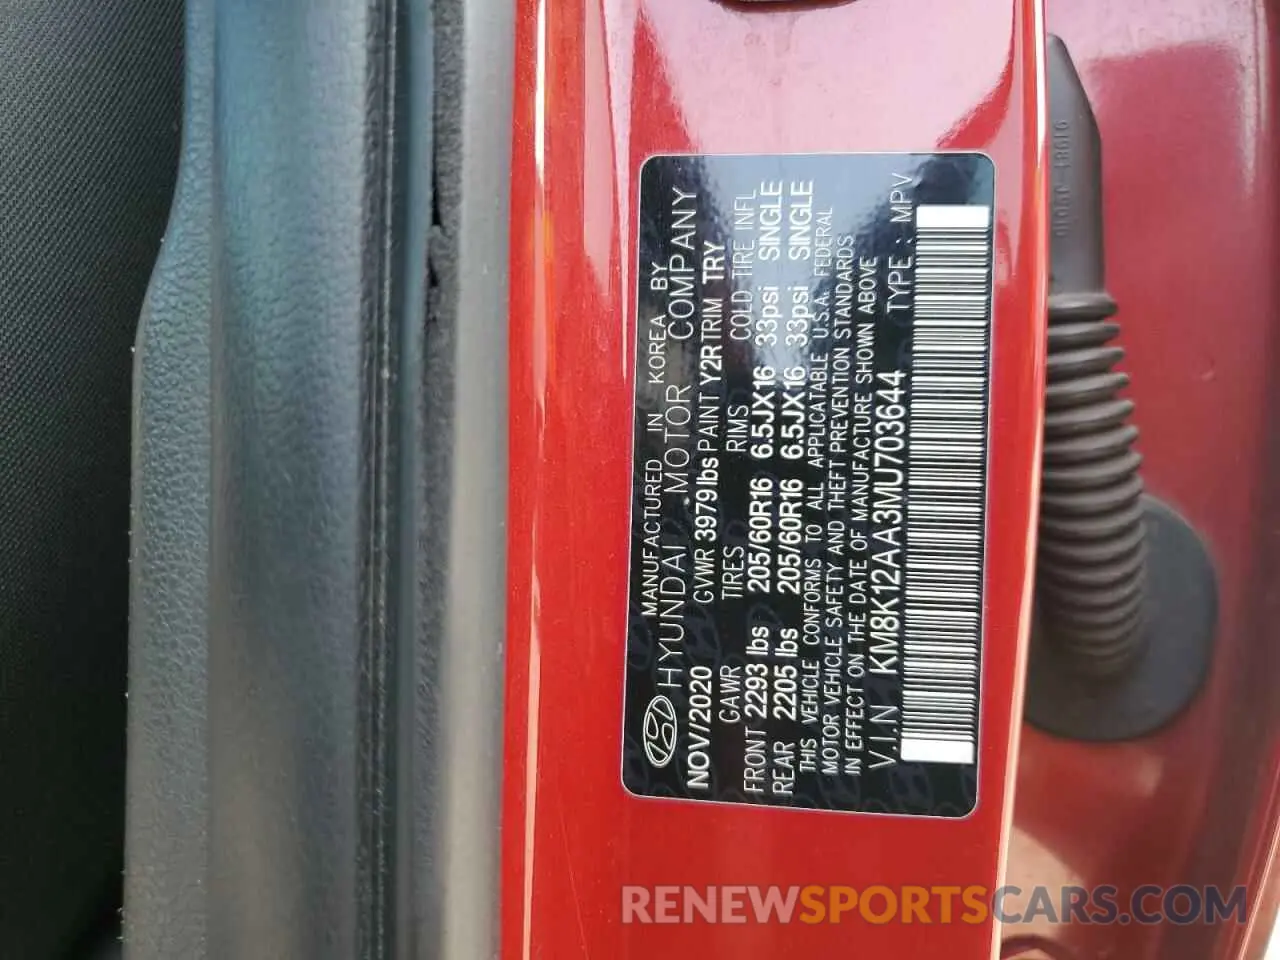 MANUFACTURED IN KOREA BY
HYUNDAI MOTOR COMPANY
NOV/2020 GVWR 3979lbs PAINT Y2R TRIM TRY
GAWR TIRES RIMS COLD TIRE INFL
FRONT 2293 lbs 205/60R16 6.5JX16 33psi SINGLE
REAR 2205 lbs 205/60R16 6.5JX16 33psi SINGLE
THIS VEHICLE CONFORMS TO ALL APPLICATABLE U.S.A. FEDERAL
MOTOR VEHICLE SAFETY AND THEFT PREVENTION STANDARDS
IN EFFECT ON THE DATE OF MANUFACTURE SHOWN ABOVE
V.I.N KM8K12AA3MU703644 TYPE : MPV
RENEWSPORTSCARS.COM